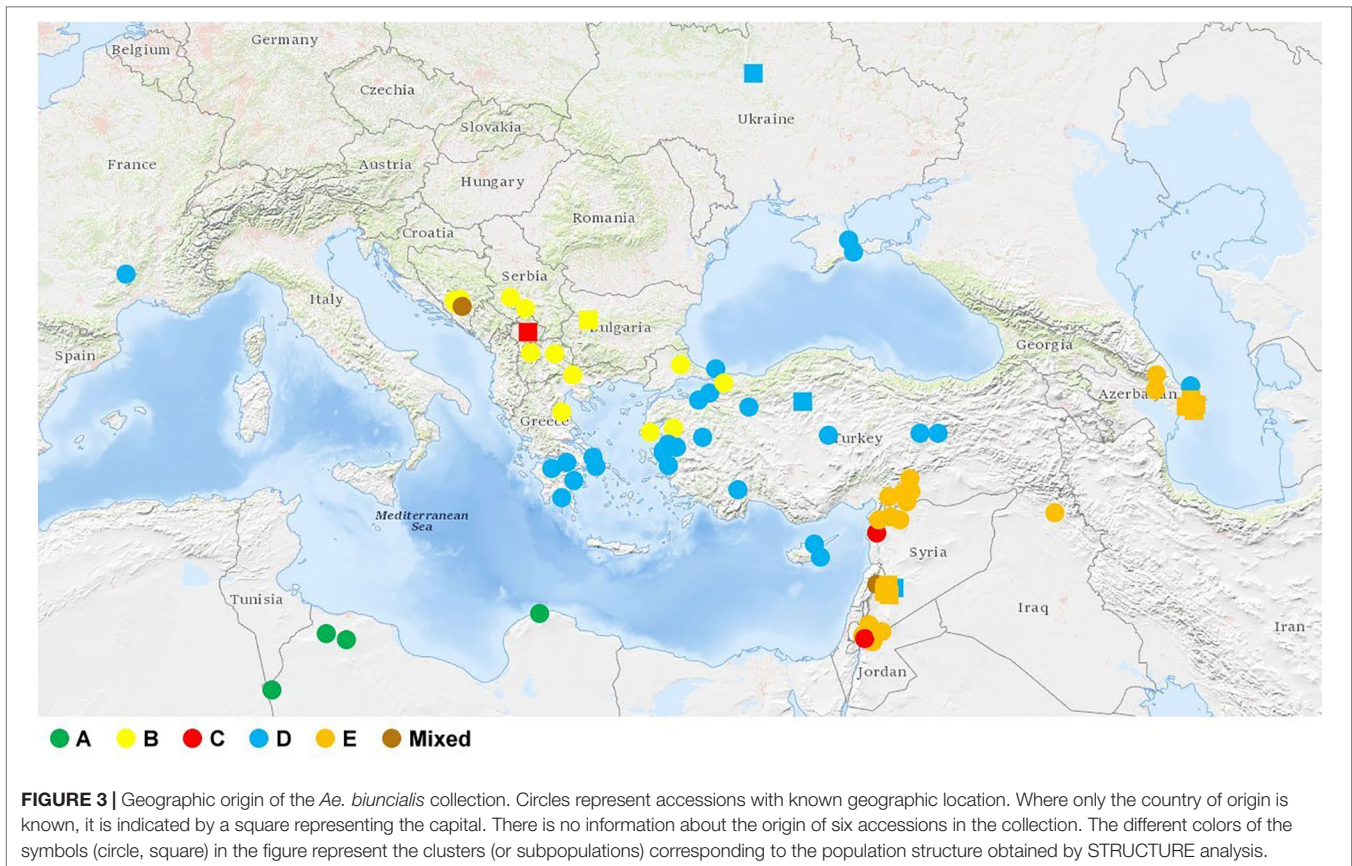 Belgium
Germany
Czechia
Ukraine
Slovakia
France
Austria
Hungary
Romania
Croatia
Serbia
Italy
Bulgaria
Spain
Georgia
Azerbaijan
Greece
Turkey
Mediterranean
Sea
Syria
Tunisia
Iraq
Iran
Jordan
A B C D E Mixed
FIGURE 3 | Geographic origin of the Ae. biuncialis collection. Circles represent accessions with known geographic location. Where only the country of origin is
known, it is indicated by a square representing the capital. There is no information about the origin of six accessions in the collection. The different colors of the
symbols (circle, square) in the figure represent the clusters (or subpopulations) corresponding to the population structure obtained by STRUCTURE analysis.